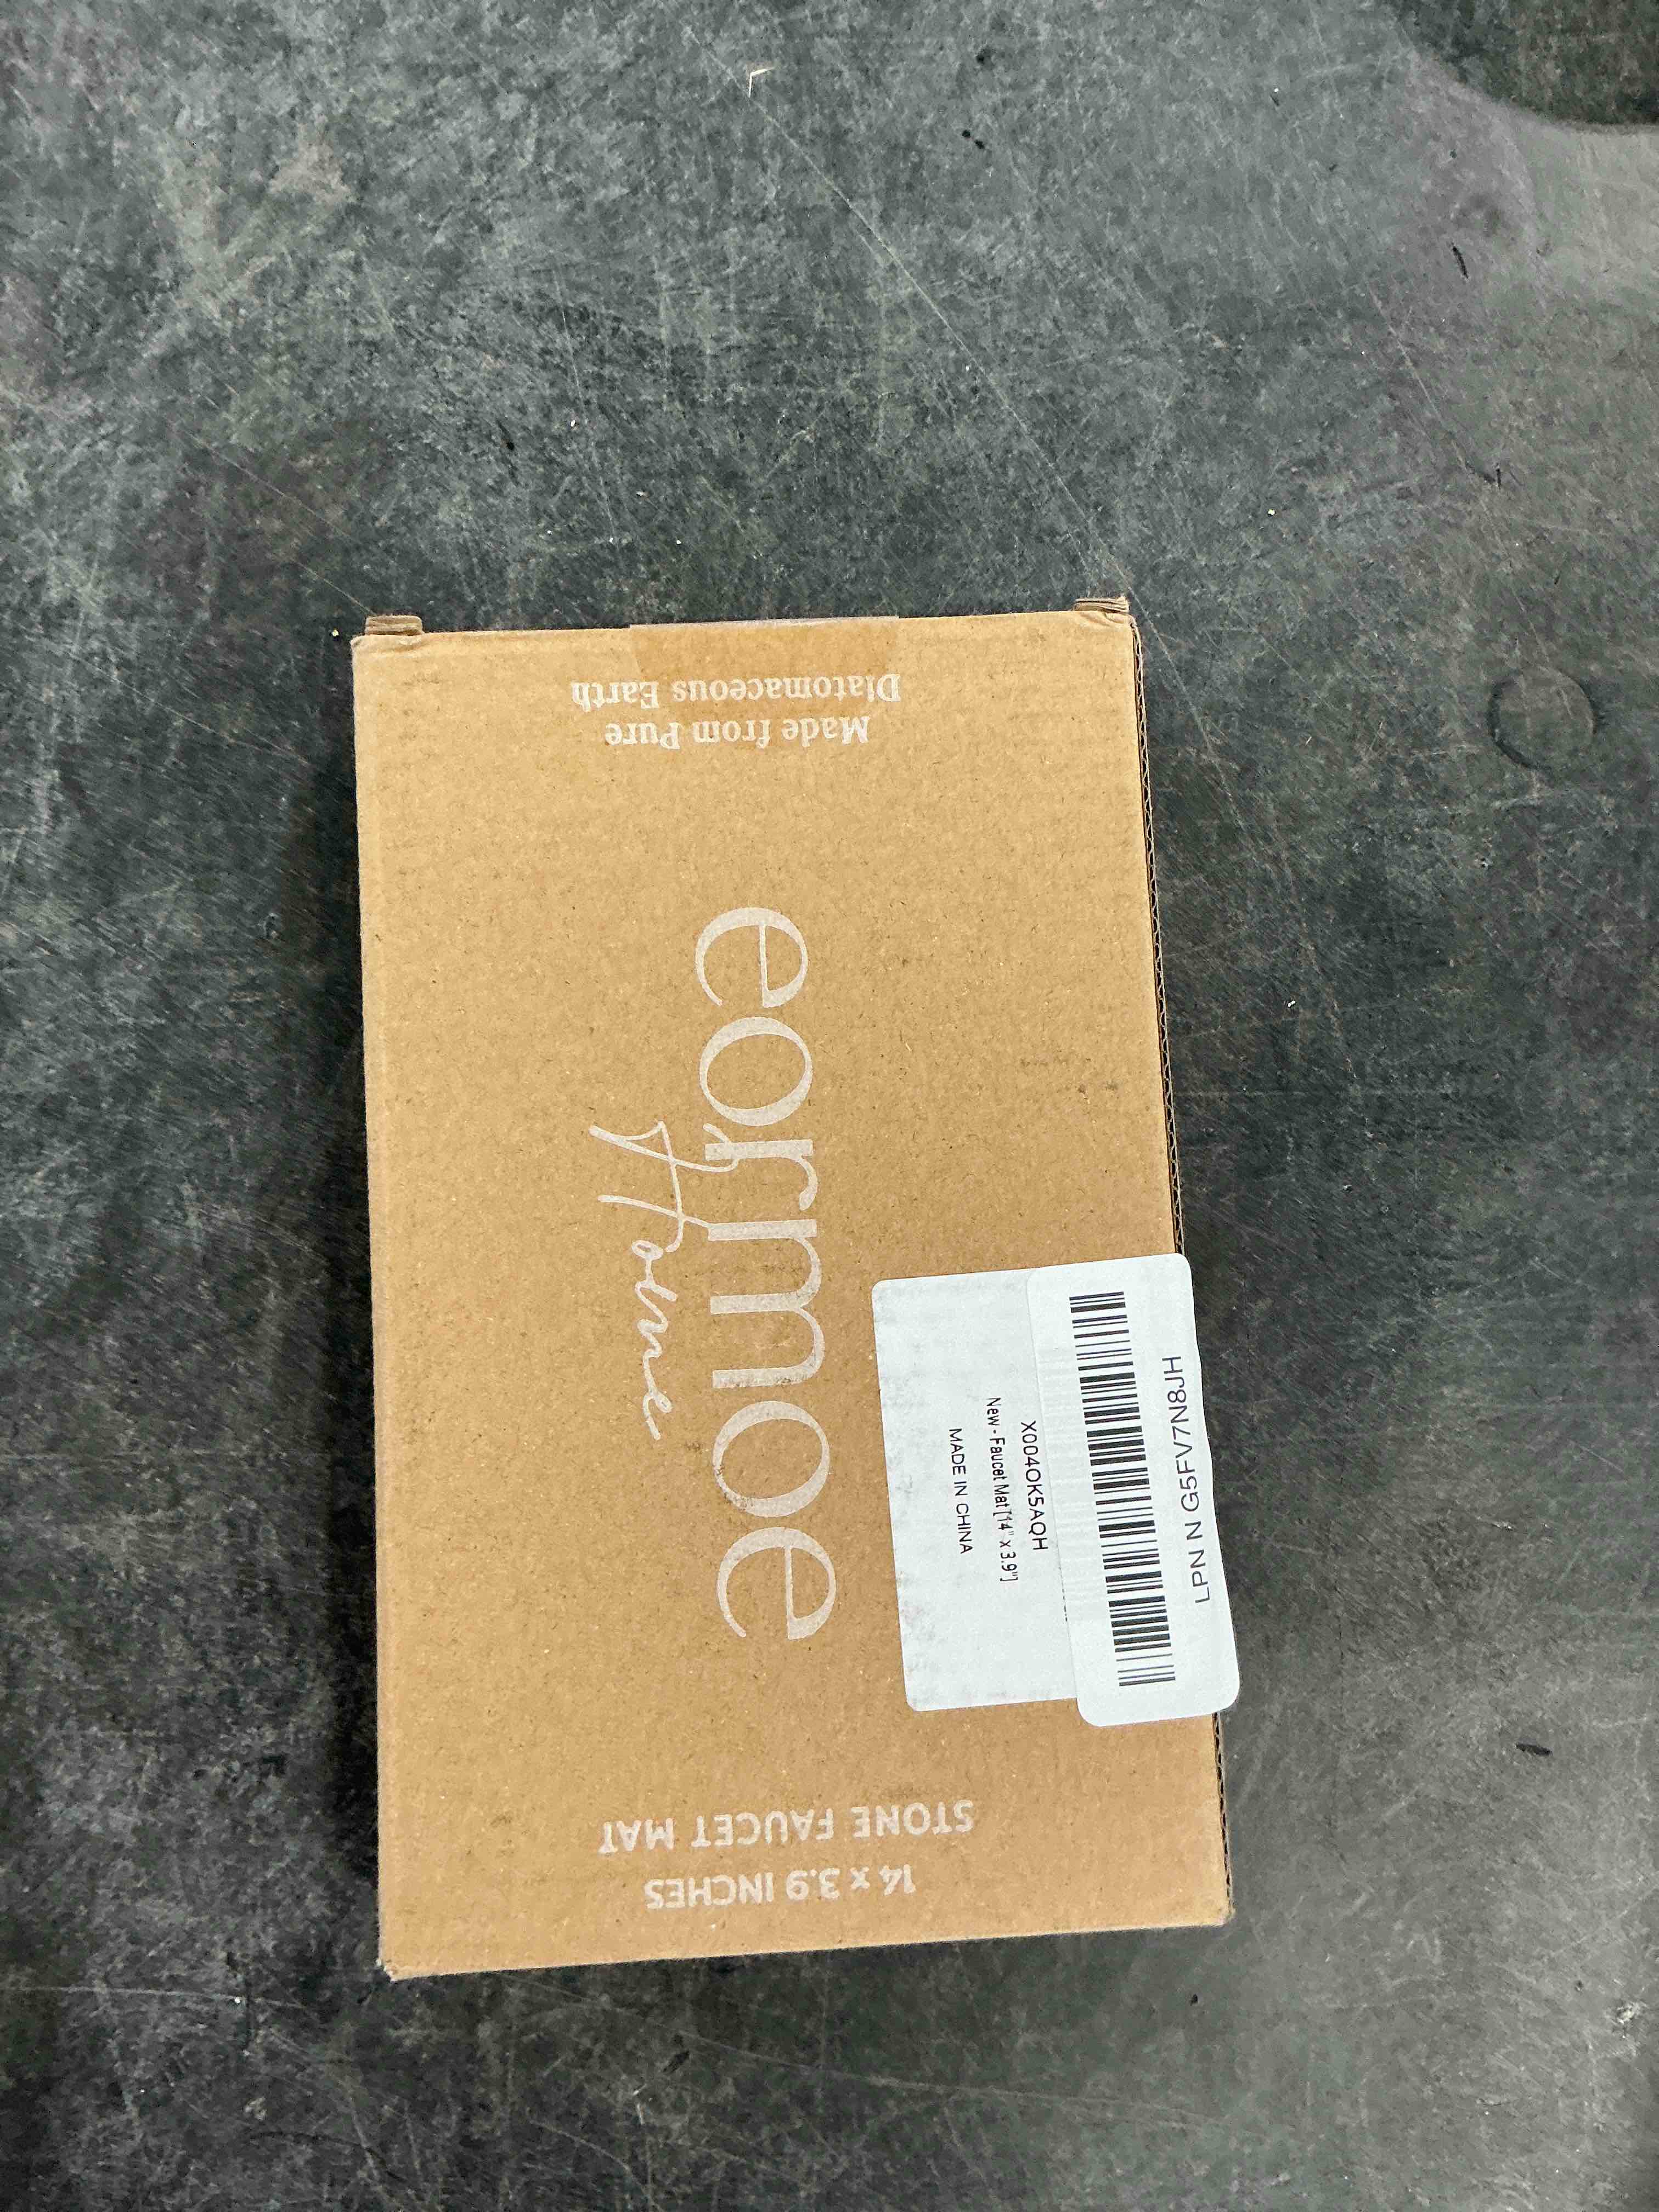 Made from Pure
Diatomaceous Earth
eormoe
Home
X004OK5AQH
New - Faucet Mat [14" x 3.9"]
MADE IN CHINA
LPN N G5FV7N8JH
14 x 3.9 INCHES
STONE FAUCET MAT